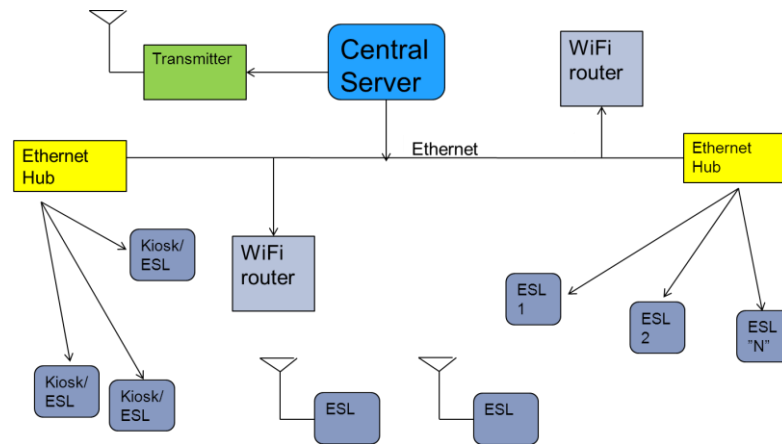 Transmitter
Central
Server
WiFi
router
Ethernet
Hub
Ethernet
Ethernet
Hub
Kiosk/
ESL
WiFi
router
ESL
1
ESL
2
ESL
"N"
Kiosk/
ESL
Kiosk/
ESL
ESL
ESL